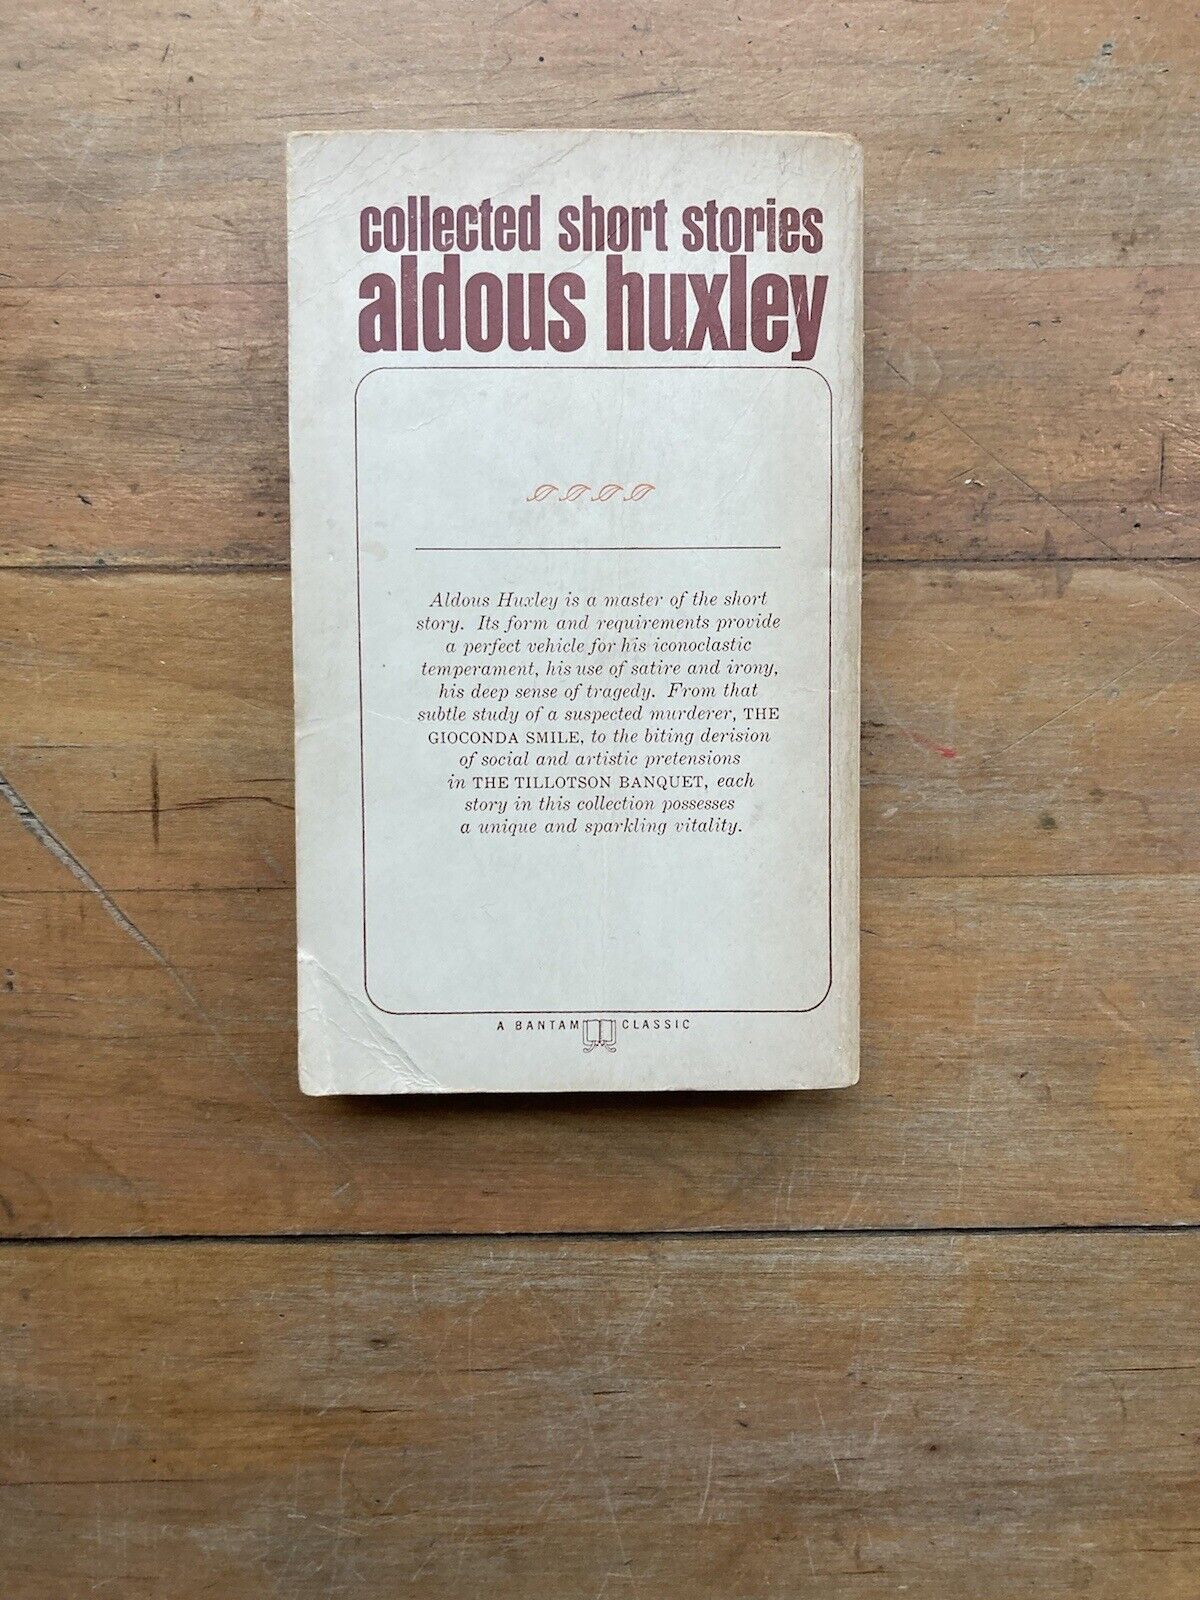 collected short stories
aldous huxley
Aldous Huxley is a master of the short
story. Its form and requirements provide
a perfect vehicle for his iconoclastic
temperament, his use of satire and irony,
his deep sense of tragedy. From that
subtle study of a suspected murderer, THE
GIOCONDA SMILE, to the biting derision
of social and artistic pretensions
in THE TILLOTSON BANQUET, each
story in this collection possesses
a unique and sparkling vitality.
A BANTAM CLASSIC